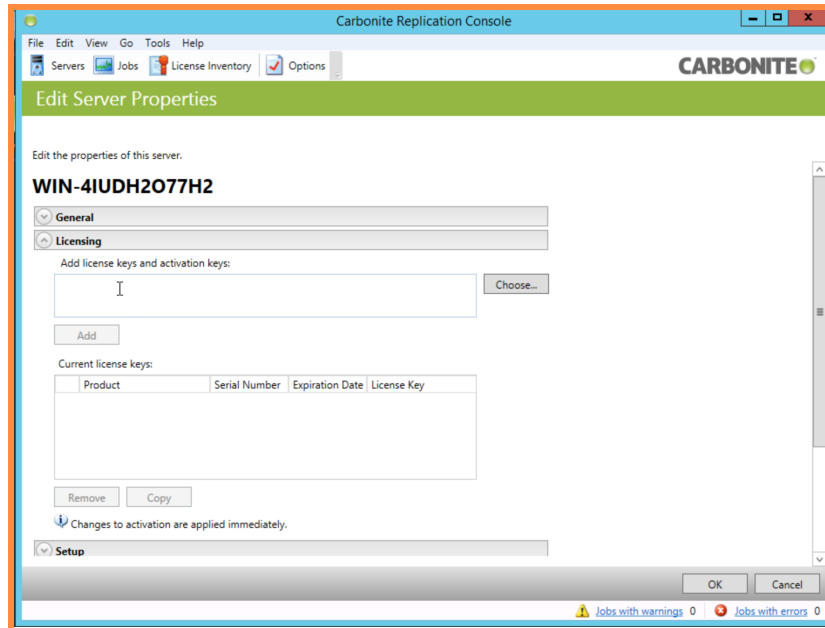 Carbonite Replication Console
File Edit View Go Tools Help
Servers Jobs License Inventory Options
CARBONITE
Edit Server Properties
Edit the properties of this server.
WIN-4IUDH2O77H2
General
Licensing
Add license keys and activation keys:
Choose...
Add
Current license keys:
Product Serial Number Expiration Date License Key
Remove Copy
Changes to activation are applied immediately.
Setup
OK Cancel
Jobs with warnings 0 Jobs with errors 0